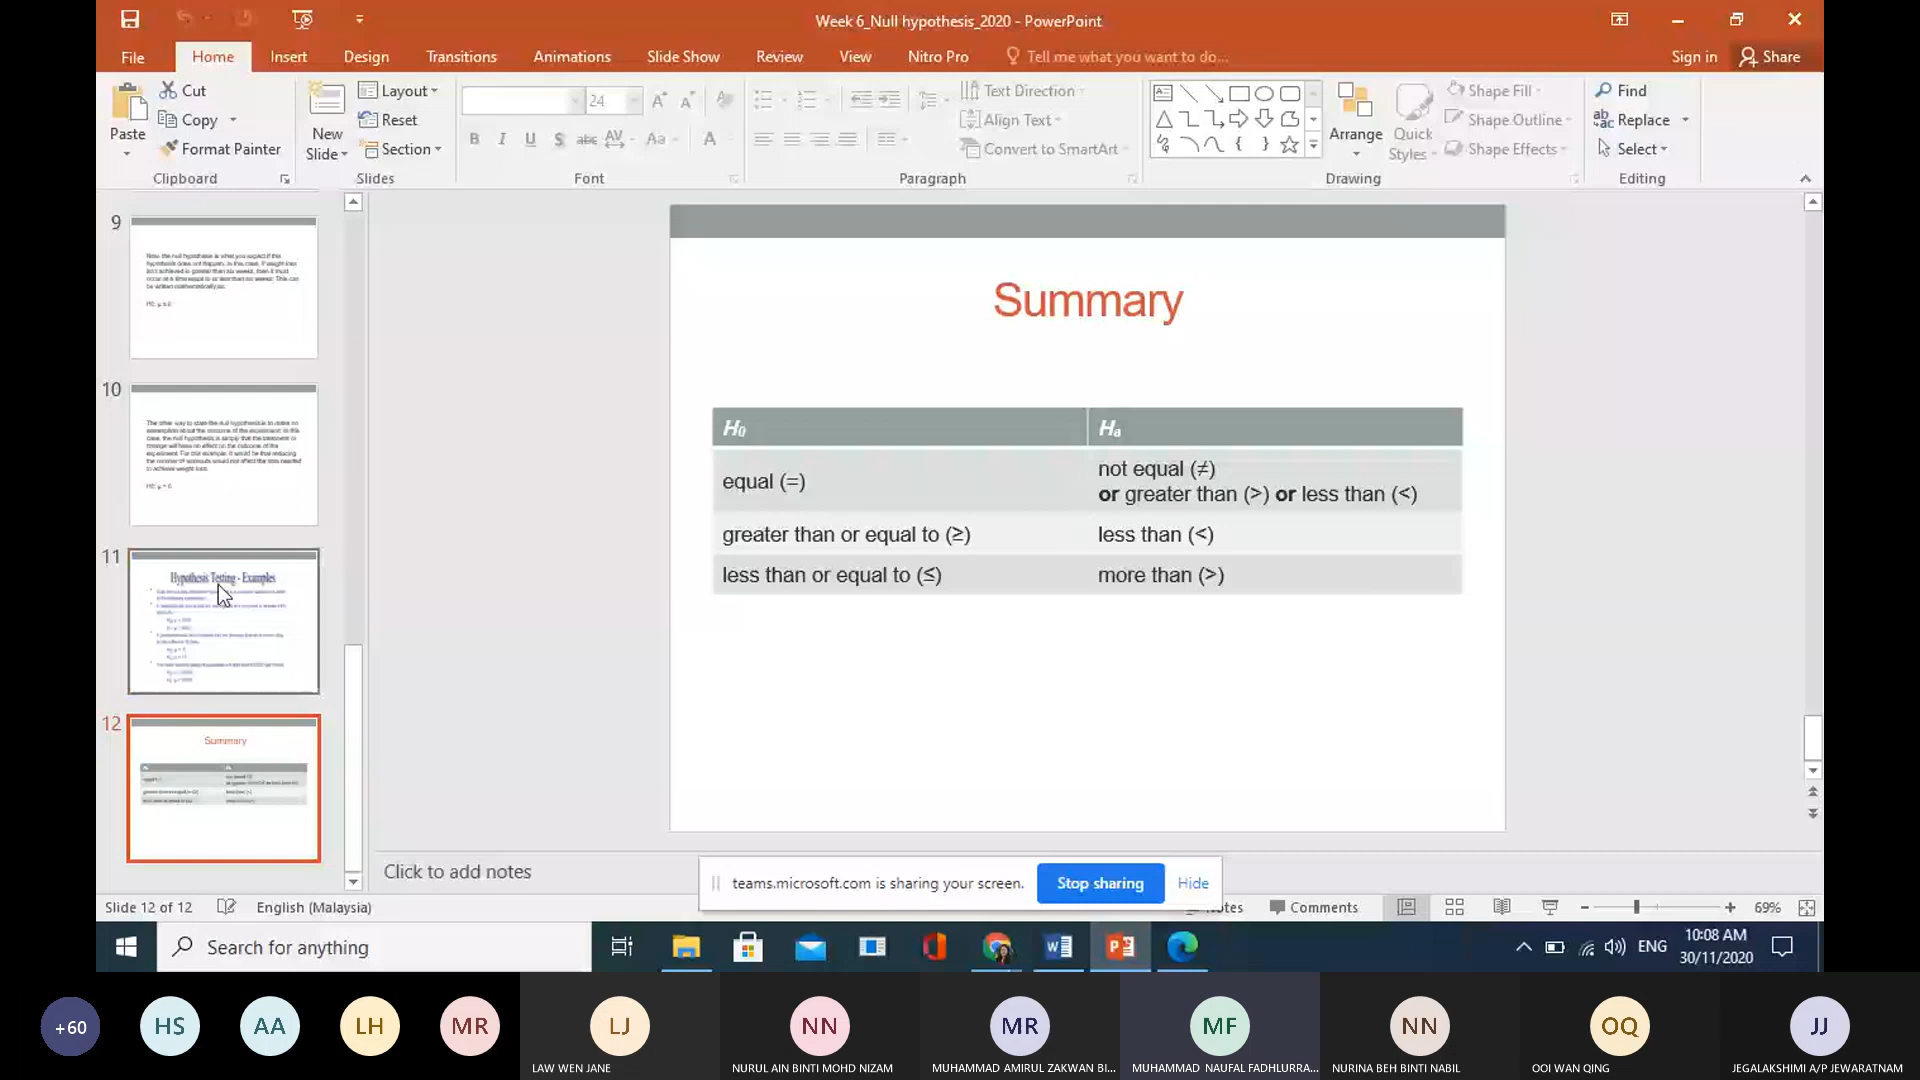 Week 6_Null hypothesis_2020 - PowerPoint
File
Home
Insert
Design
Transitions
Animations
Slide Show
Review
View
Nitro Pro
Tell me what you want to do...
Sign in
Share
Paste
Cut
Copy
Format Painter
Clipboard
New Slide
Layout
Reset
Section
Slides
24
B I U S abc AV Aa A
Font
Text Direction
Align Text
Convert to SmartArt
Paragraph
Arrange
Quick Styles
Shape Fill
Shape Outline
Shape Effects
Drawing
Find
Replace
Select
Editing
9
10
11
Hypothesis Testing - Examples
12
Summary
Summary
H0 Ha
equal (=)
not equal (≠)
or greater than (>) or less than (<)
greater than or equal to (≥) less than (<)
less than or equal to (≤) more than (>)
Click to add notes
teams.microsoft.com is sharing your screen.
Stop sharing
Hide
Slide 12 of 12
English (Malaysia)
Comments
69%
Search for anything
ENG
10:08 AM
30/11/2020
+60
HS
AA
LH
MR
LJ
NN
MR
MF
NN
OQ
JJ
LAW WEN JANE
NURUL AIN BINTI MOHD NIZAM
MUHAMMAD AMIRUL ZAKWAN BI...
MUHAMMAD NAUFAL FADHLURRA...
NURINA BEH BINTI NABIL
OOI WAN QING
JEGALAKSHIMI A/P JEWARATNAM